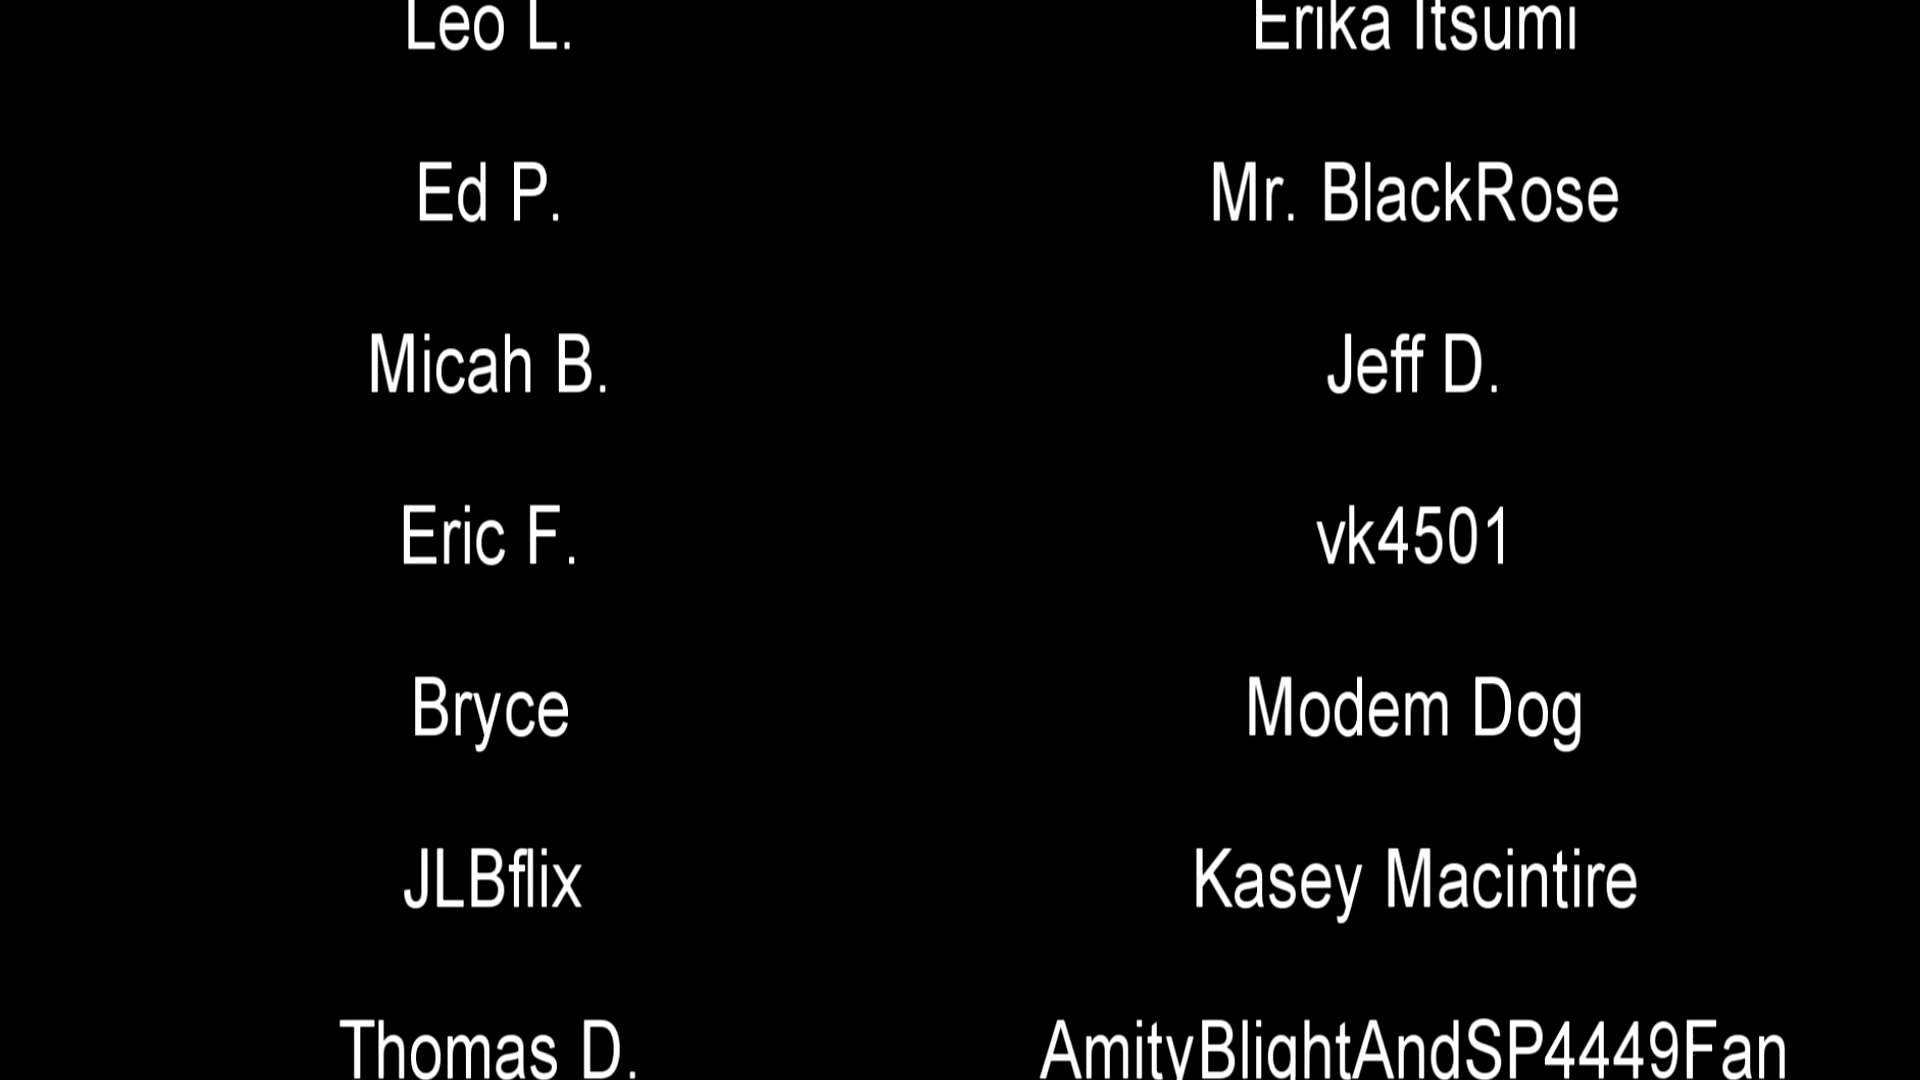 Leo L. Erika Itsumi
Ed P. Mr. BlackRose
Micah B. Jeff D.
Eric F. vk4501
Bryce Modem Dog
JLBflix Kasey Macintire
Thomas D. AmityBlightAndSP4449Fan